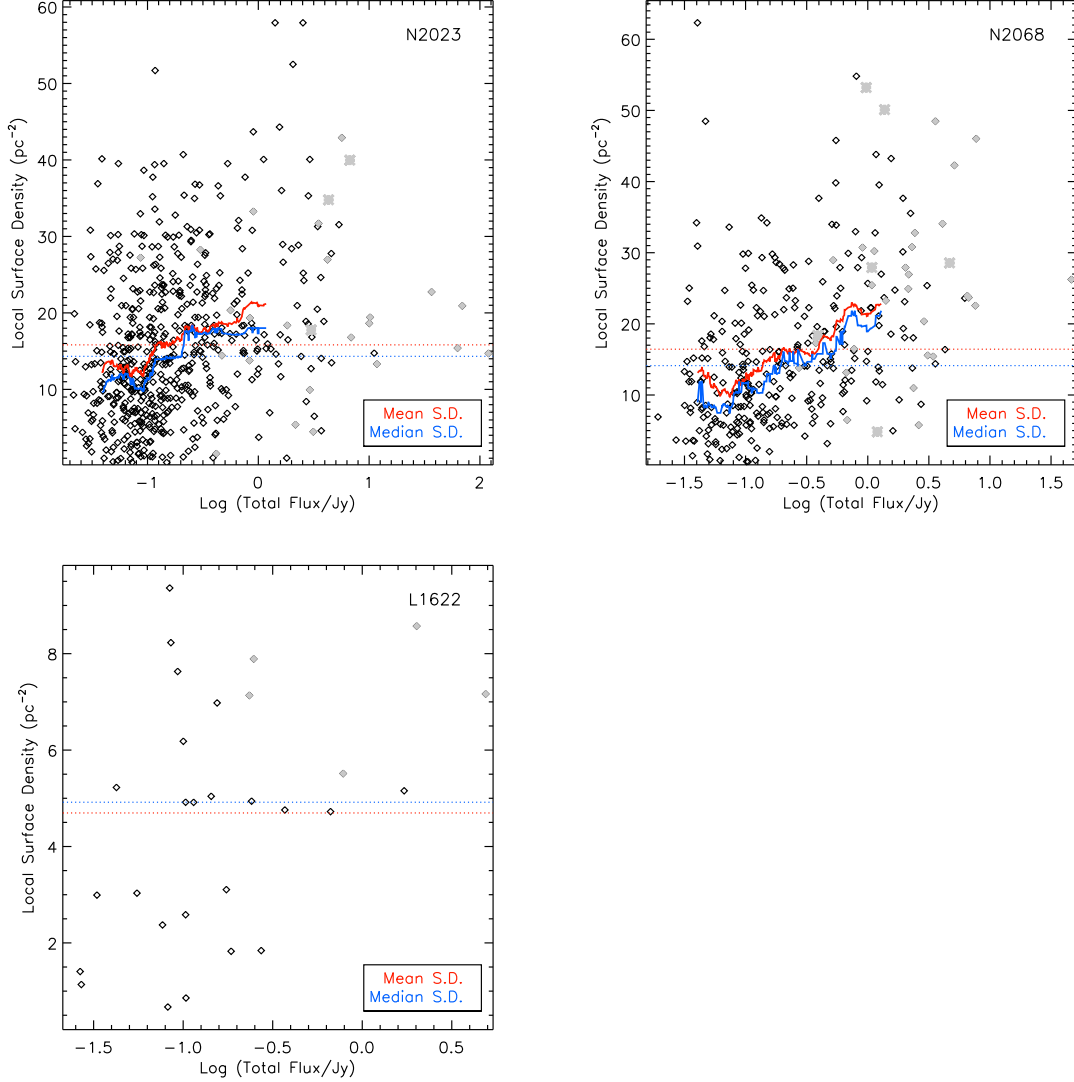 N2023
60
50
40
30
20
10
Local Surface Density (pc⁻²)
Mean S.D.
Median S.D.
−1 0 1 2
Log (Total Flux/Jy)
N2068
60
50
40
30
20
10
Local Surface Density (pc⁻²)
Mean S.D.
Median S.D.
−1.5 −1.0 −0.5 0.0 0.5 1.0 1.5
Log (Total Flux/Jy)
L1622
8
6
4
2
Local Surface Density (pc⁻²)
Mean S.D.
Median S.D.
−1.5 −1.0 −0.5 0.0 0.5
Log (Total Flux/Jy)